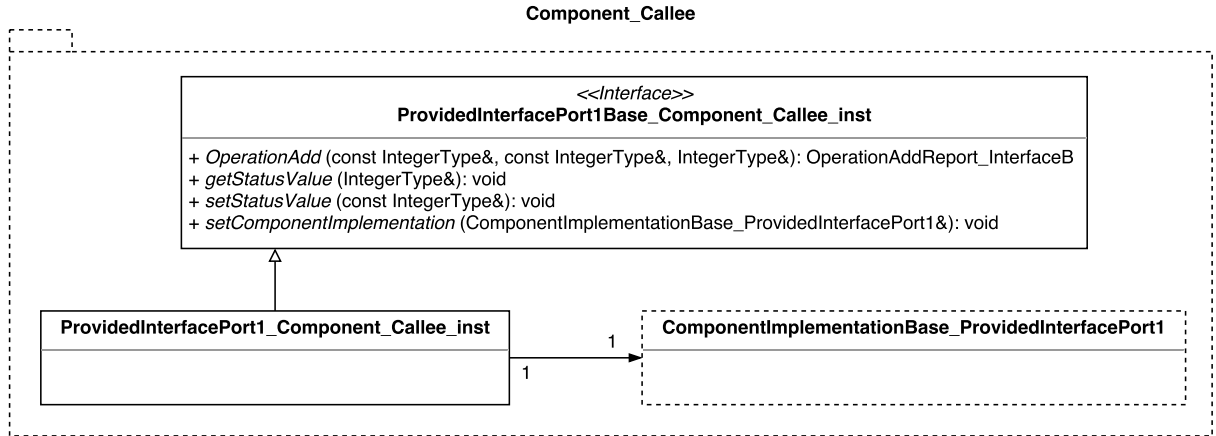 Component_Callee
<<Interface>>
ProvidedInterfacePort1Base_Component_Callee_inst
+ OperationAdd (const IntegerType&, const IntegerType&, IntegerType&): OperationAddReport_InterfaceB
+ getStatusValue (IntegerType&): void
+ setStatusValue (const IntegerType&): void
+ setComponentImplementation (ComponentImplementationBase_ProvidedInterfacePort1&): void
ProvidedInterfacePort1_Component_Callee_inst
1
1
ComponentImplementationBase_ProvidedInterfacePort1